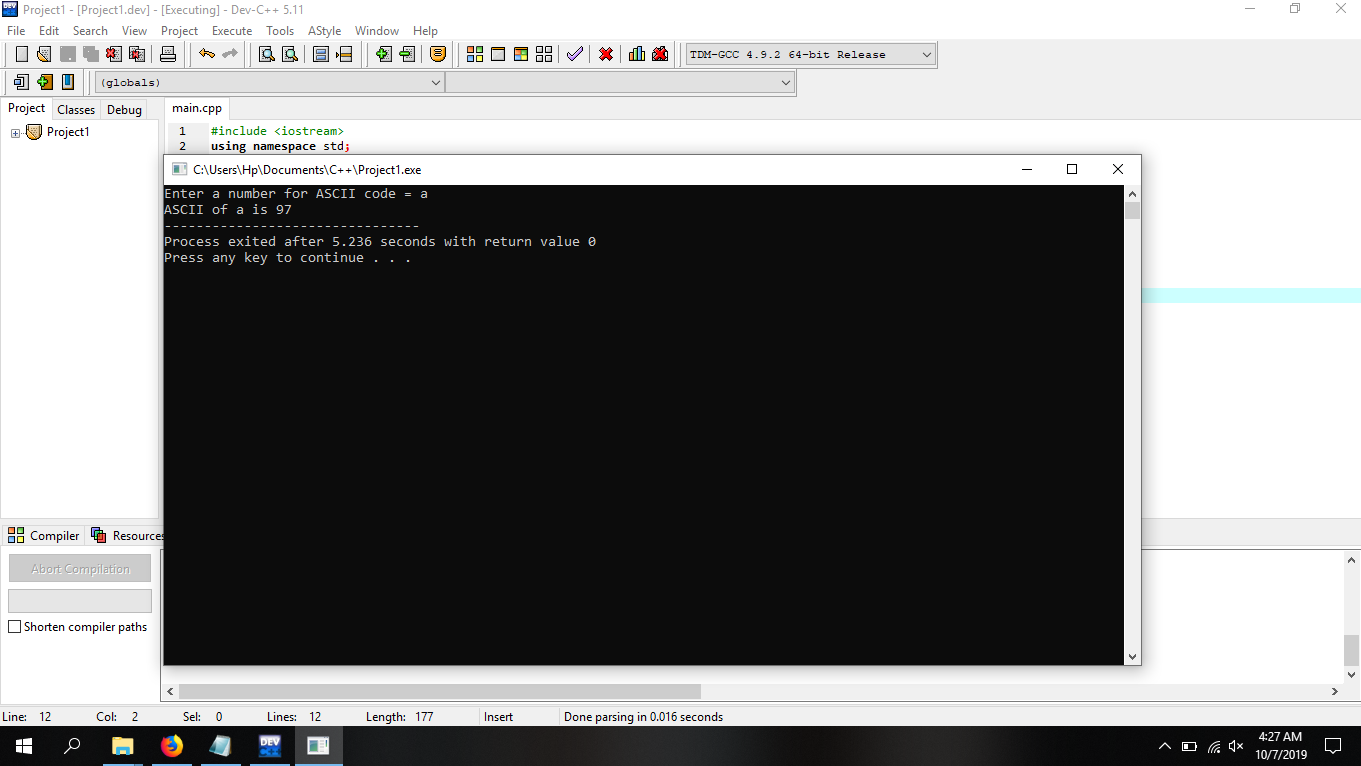 Project1 - [Project1.dev] - [Executing] - Dev-C++ 5.11
File Edit Search View Project Execute Tools AStyle Window Help
TDM-GCC 4.9.2 64-bit Release
(globals)
Project Classes Debug
main.cpp
Project1
1 #include <iostream>
2 using namespace std;
C:\Users\Hp\Documents\C++\Project1.exe
Enter a number for ASCII code = a
ASCII of a is 97
--------------------------------
Process exited after 5.236 seconds with return value 0
Press any key to continue . . .
Compiler Resources
Abort Compilation
Shorten compiler paths
Line: 12 Col: 2 Sel: 0 Lines: 12 Length: 177 Insert Done parsing in 0.016 seconds
DEV
4:27 AM
10/7/2019